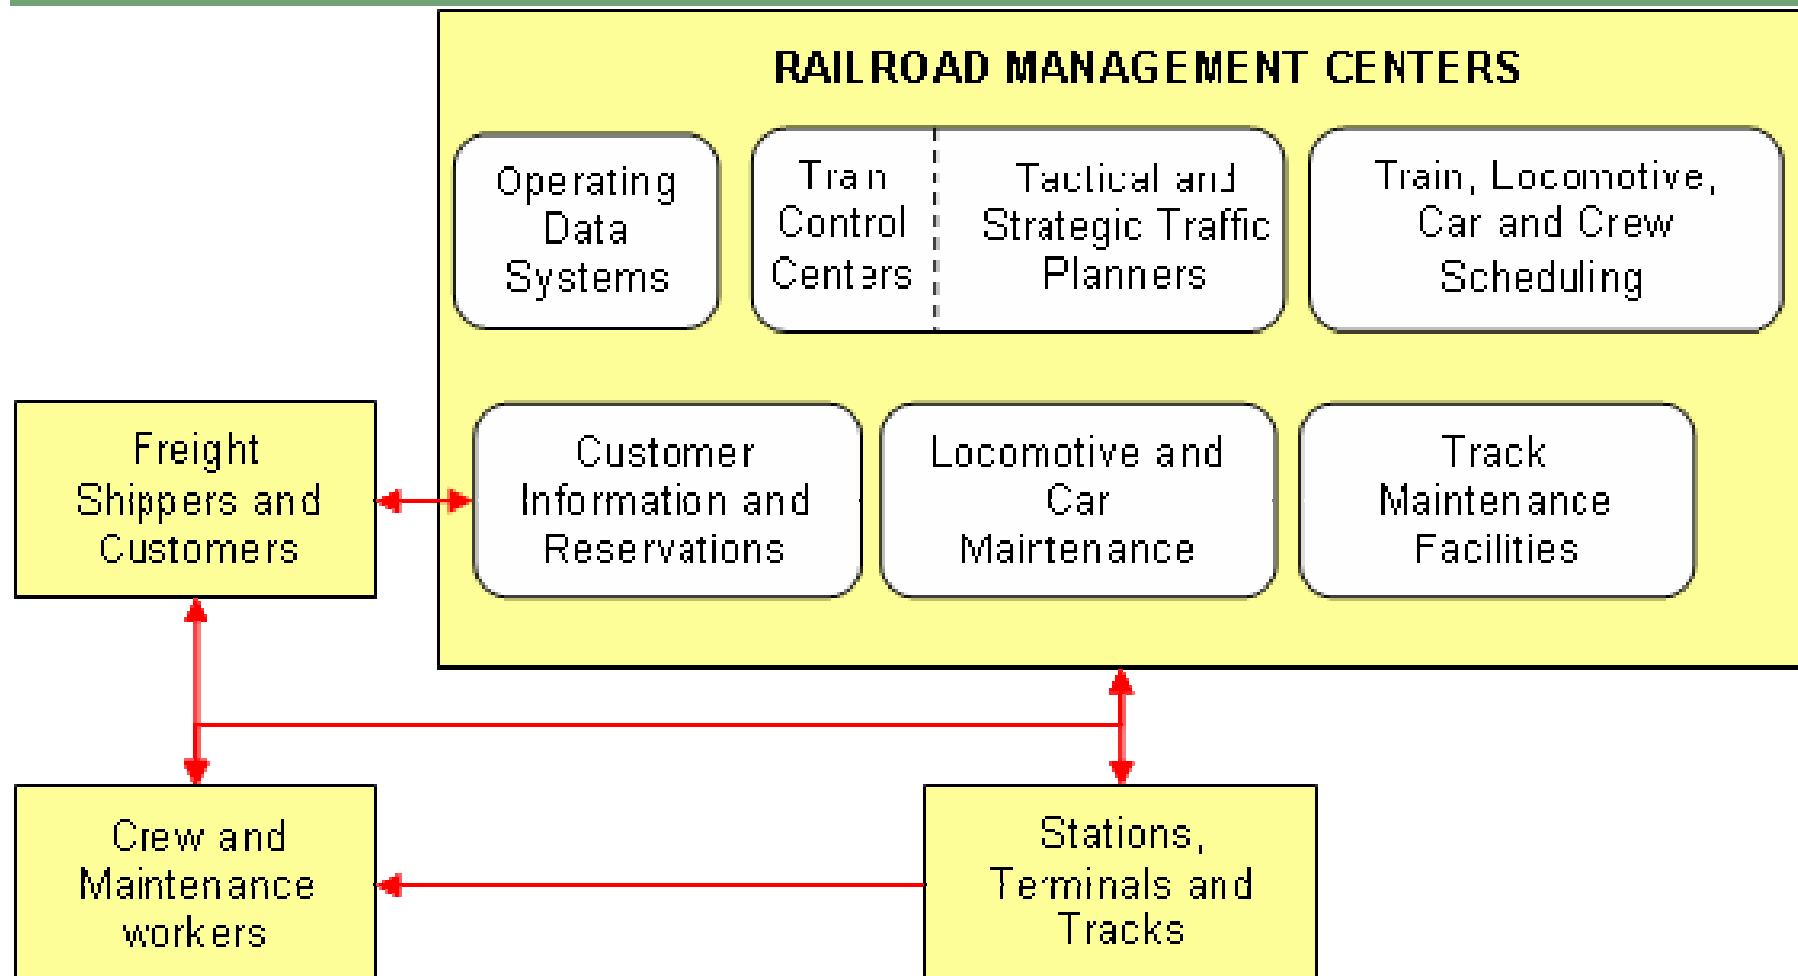 RAILROAD MANAGEMENT CENTERS
Operating
Data
Systems
Train
Control
Centers
Tactical and
Strategic Traffic
Planners
Train, Locomotive,
Car and Crew
Scheduling
Freight
Shippers and
Customers
Customer
Information and
Reservations
Locomotive and
Car
Maintenance
Track
Maintenance
Facilities
Crew and
Maintenance
workers
Stations,
Terminals and
Tracks